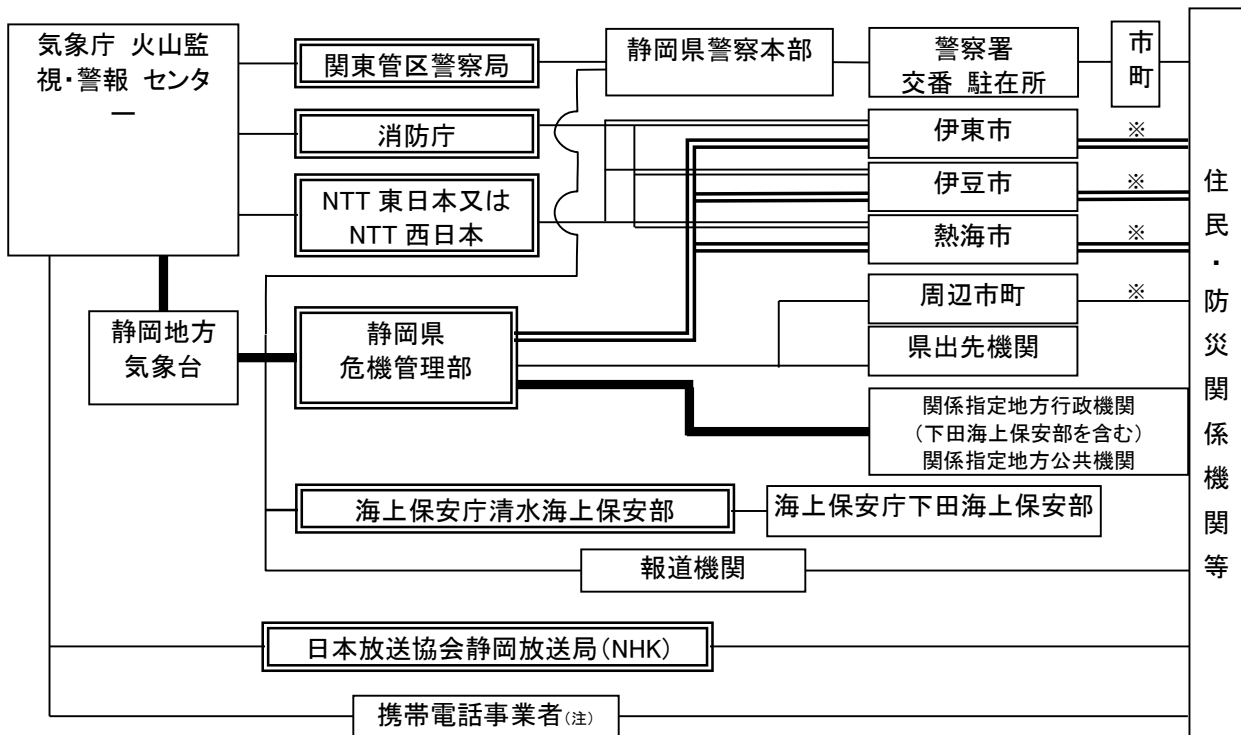 気象庁 火山監
視・警報 センタ
ー
関東管区警察局
静岡県警察本部
警察署
交番 駐在所
市
町
消防庁
伊東市
※
NTT 東日本又は
NTT 西日本
伊豆市
※
熱海市
※
静岡地方
気象台
静岡県
危機管理部
周辺市町
※
県出先機関
関係指定地方行政機関
(下田海上保安部を含む)
関係指定地方公共機関
海上保安庁清水海上保安部
海上保安庁下田海上保安部
報道機関
日本放送協会静岡放送局(NHK)
携帯電話事業者(注)
住
民
・
防
災
関
係
機
関
等